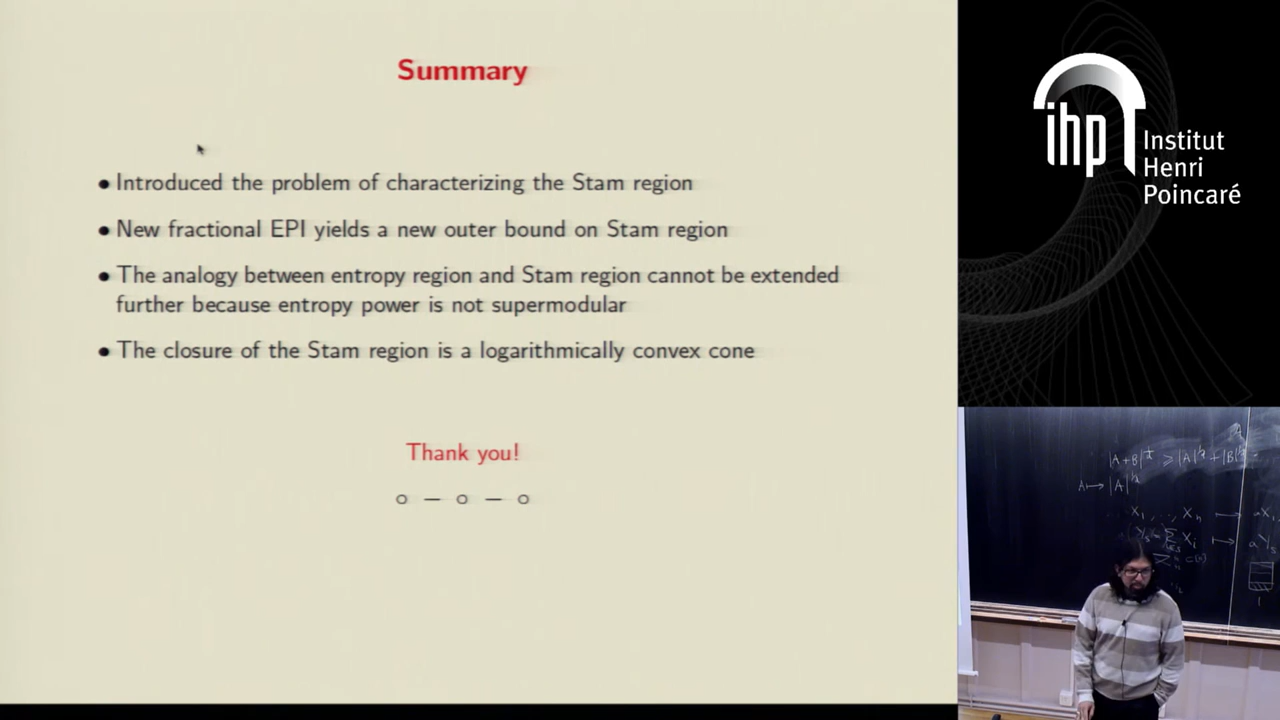 Summary
• Introduced the problem of characterizing the Stam region
• New fractional EPI yields a new outer bound on Stam region
• The analogy between entropy region and Stam region cannot be extended
further because entropy power is not supermodular
• The closure of the Stam region is a logarithmically convex cone
Thank you!
ihp
Institut
Henri
Poincaré